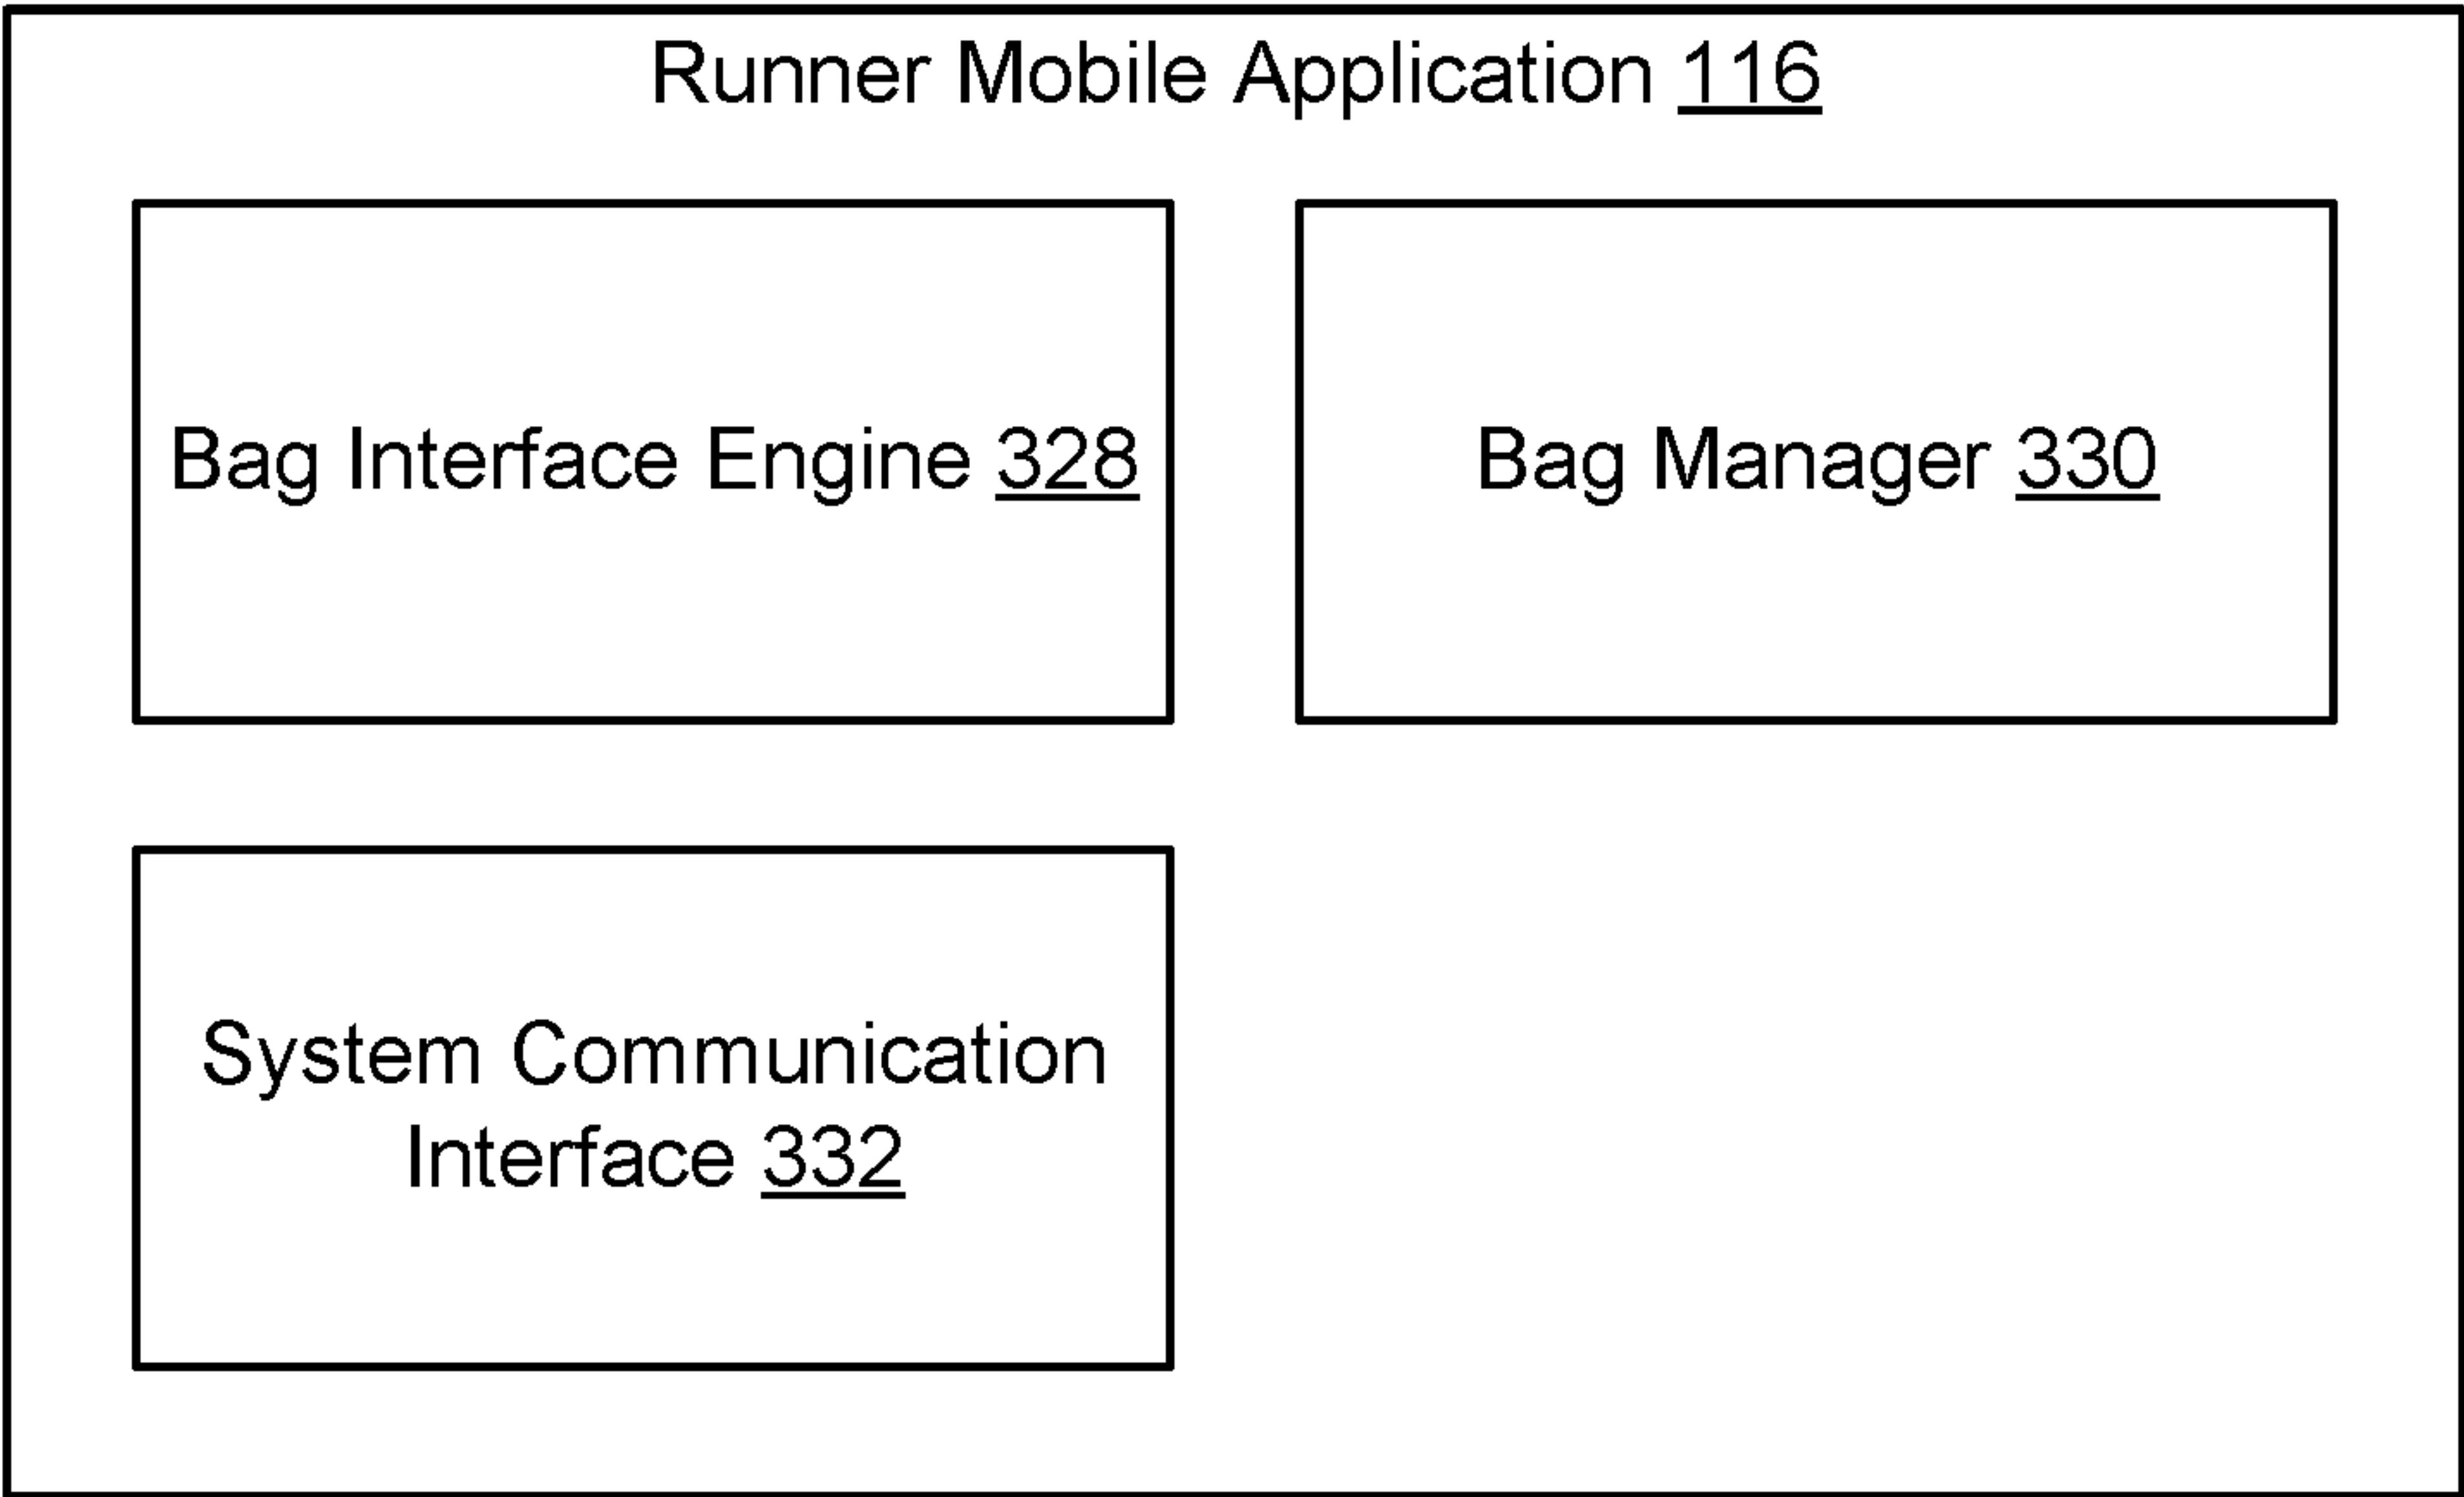 Runner Mobile Application 116
Bag Interface Engine 328
Bag Manager 330
System Communication
Interface 332